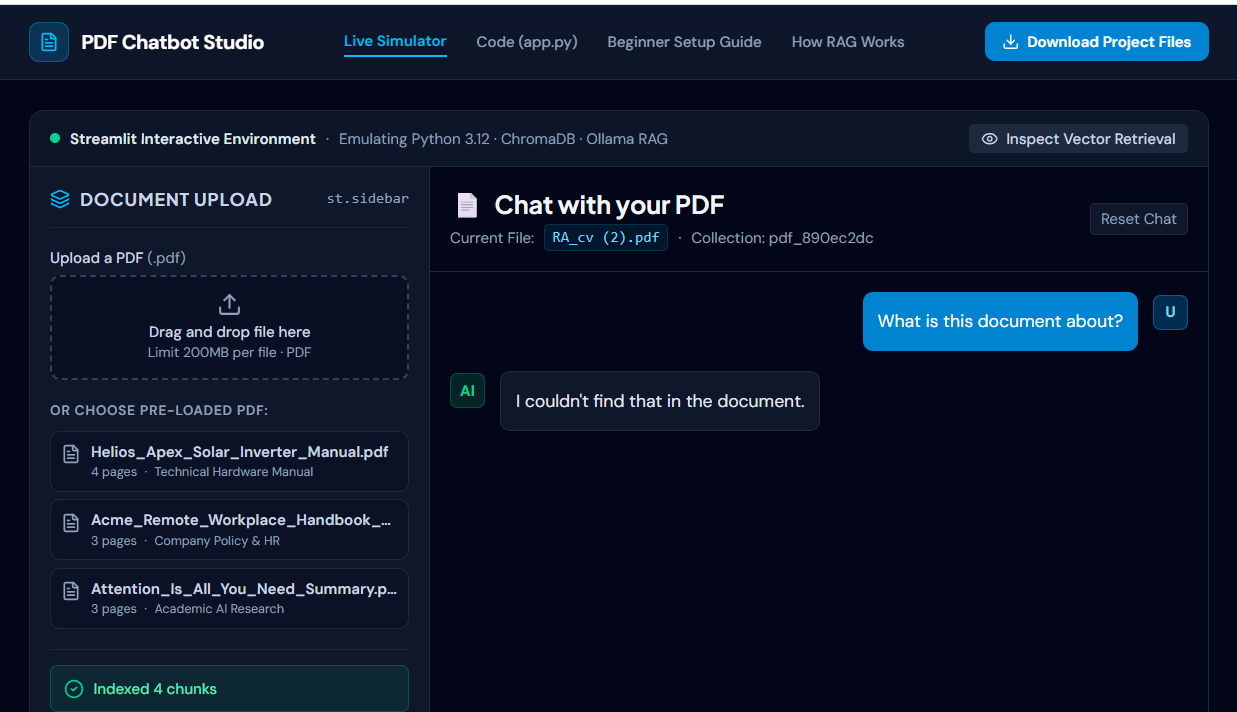 PDF Chatbot Studio
Live Simulator
Code (app.py)
Beginner Setup Guide
How RAG Works
Download Project Files
Streamlit Interactive Environment · Emulating Python 3.12 · ChromaDB · Ollama RAG
Inspect Vector Retrieval
DOCUMENT UPLOAD
st.sidebar
Upload a PDF (.pdf)
Drag and drop file here
Limit 200MB per file · PDF
OR CHOOSE PRE-LOADED PDF:
Helios_Apex_Solar_Inverter_Manual.pdf
4 pages · Technical Hardware Manual
Acme_Remote_Workplace_Handbook_...
3 pages · Company Policy & HR
Attention_Is_All_You_Need_Summary.p...
3 pages · Academic AI Research
Indexed 4 chunks
Chat with your PDF
Current File: RA_cv (2).pdf · Collection: pdf_890ec2dc
Reset Chat
What is this document about?
U
AI
I couldn't find that in the document.